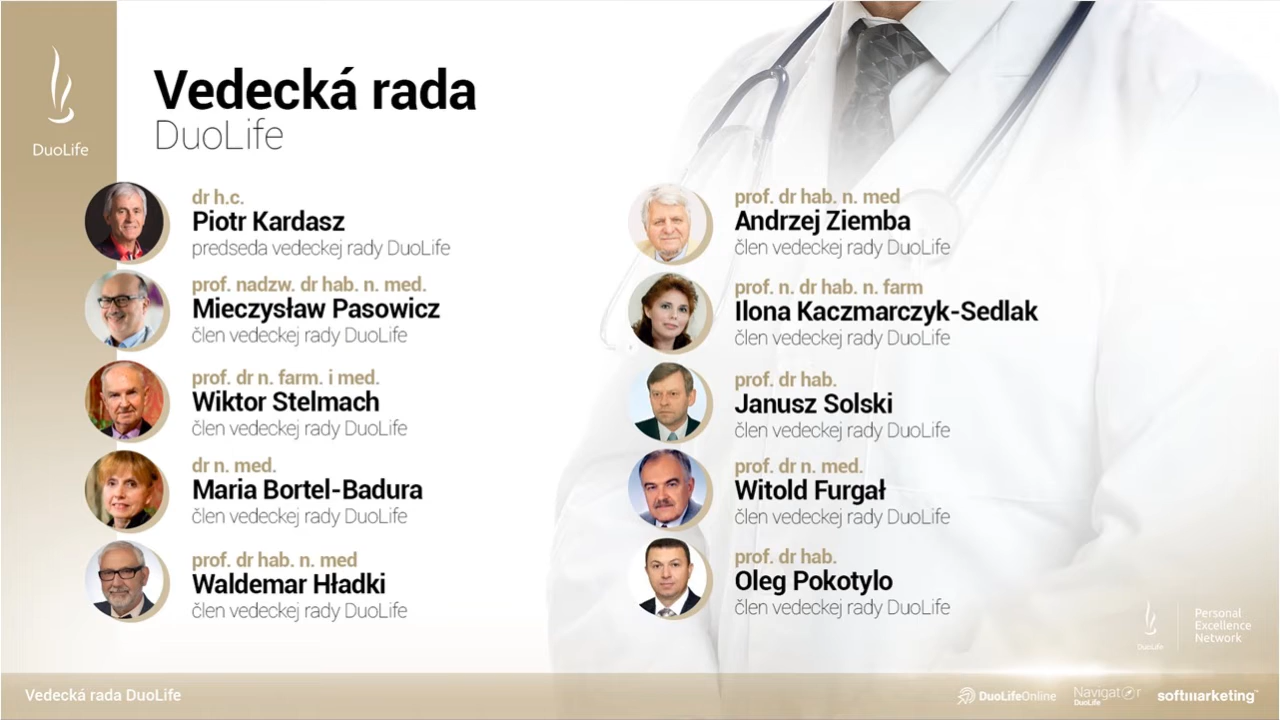 DuoLife
Vedecká rada
DuoLife
dr h.c.
Piotr Kardasz
predseda vedeckej rady DuoLife
prof. nadzw. dr hab. n. med.
Mieczysław Pasowicz
člen vedeckej rady DuoLife
prof. dr n. farm. i med.
Wiktor Stelmach
člen vedeckej rady DuoLife
dr n. med.
Maria Bortel-Badura
člen vedeckej rady DuoLife
prof. dr hab. n. med
Waldemar Hładki
člen vedeckej rady DuoLife
prof. dr hab. n. med
Andrzej Ziemba
člen vedeckej rady DuoLife
prof. n. dr hab. n. farm
Ilona Kaczmarczyk-Sedlak
člen vedeckej rady DuoLife
prof. dr hab.
Janusz Solski
člen vedeckej rady DuoLife
prof. dr n. med.
Witold Furgał
člen vedeckej rady DuoLife
prof. dr hab.
Oleg Pokotylo
člen vedeckej rady DuoLife
DuoLife
Personal
Excellence
Network
Vedecká rada DuoLife
DuoLifeOnline
Navigator
DuoLife
softmarketing™